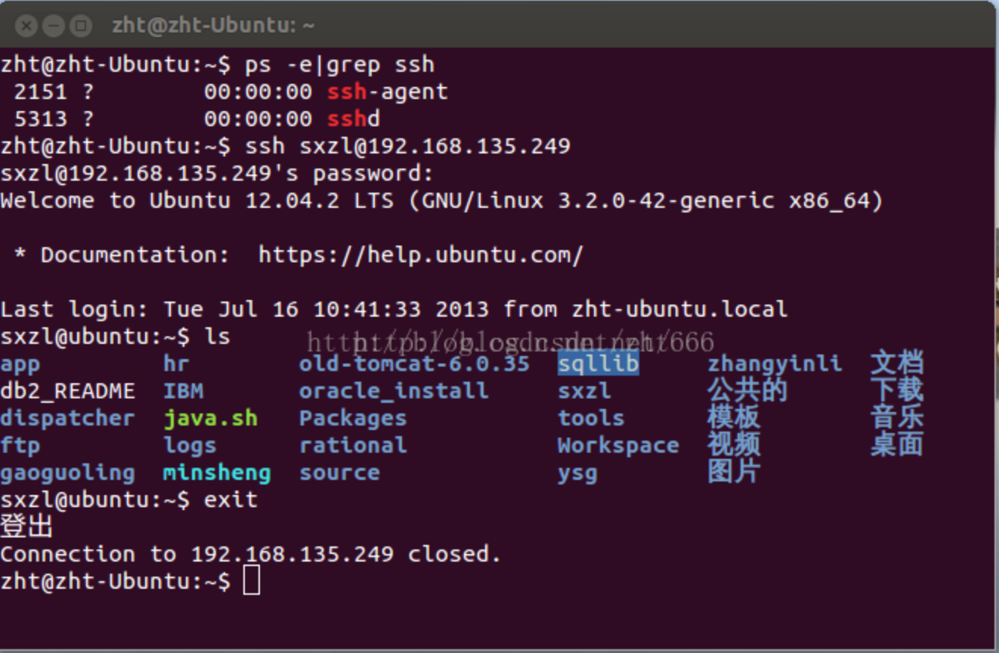 zht@zht-Ubuntu: ~
zht@zht-Ubuntu:~$ ps -e|grep ssh
2151 ? 00:00:00 ssh-agent
5313 ? 00:00:00 sshd
zht@zht-Ubuntu:~$ ssh sxzl@192.168.135.249
sxzl@192.168.135.249's password:
Welcome to Ubuntu 12.04.2 LTS (GNU/Linux 3.2.0-42-generic x86_64)
* Documentation: https://help.ubuntu.com/
Last login: Tue Jul 16 10:41:33 2013 from zht-ubuntu.local
sxzl@ubuntu:~$ ls
app hr old-tomcat-6.0.35 sqllib zhangyinli 文档
db2_README IBM oracle_install sxzl 公共的 下载
dispatcher java.sh Packages tools 模板 音乐
ftp logs rational Workspace 视频 桌面
gaoguoling minsheng source ysg 图片
sxzl@ubuntu:~$ exit
登出
Connection to 192.168.135.249 closed.
zht@zht-Ubuntu:~$